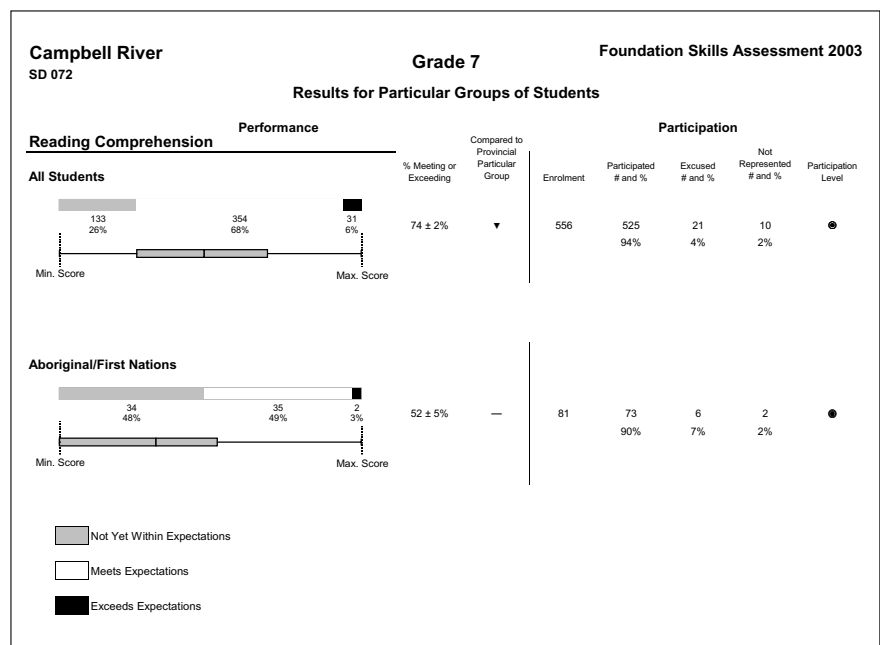 Campbell River
SD 072
Grade 7
Foundation Skills Assessment 2003
Results for Particular Groups of Students
Performance
Participation
Reading Comprehension
% Meeting or
Exceeding
Compared to
Provincial
Particular
Group
Enrolment
Participated
# and %
Excused
# and %
Not
Represented
# and %
Participation
Level
All Students
133 354 31
26% 68% 6%
Min. Score Max. Score
74 ± 2% ▼ 556 525 21 10
94% 4% 2%
Aboriginal/First Nations
34 35 2
48% 49% 3%
Min. Score Max. Score
52 ± 5% — 81 73 6 2
90% 7% 2%
Not Yet Within Expectations
Meets Expectations
Exceeds Expectations